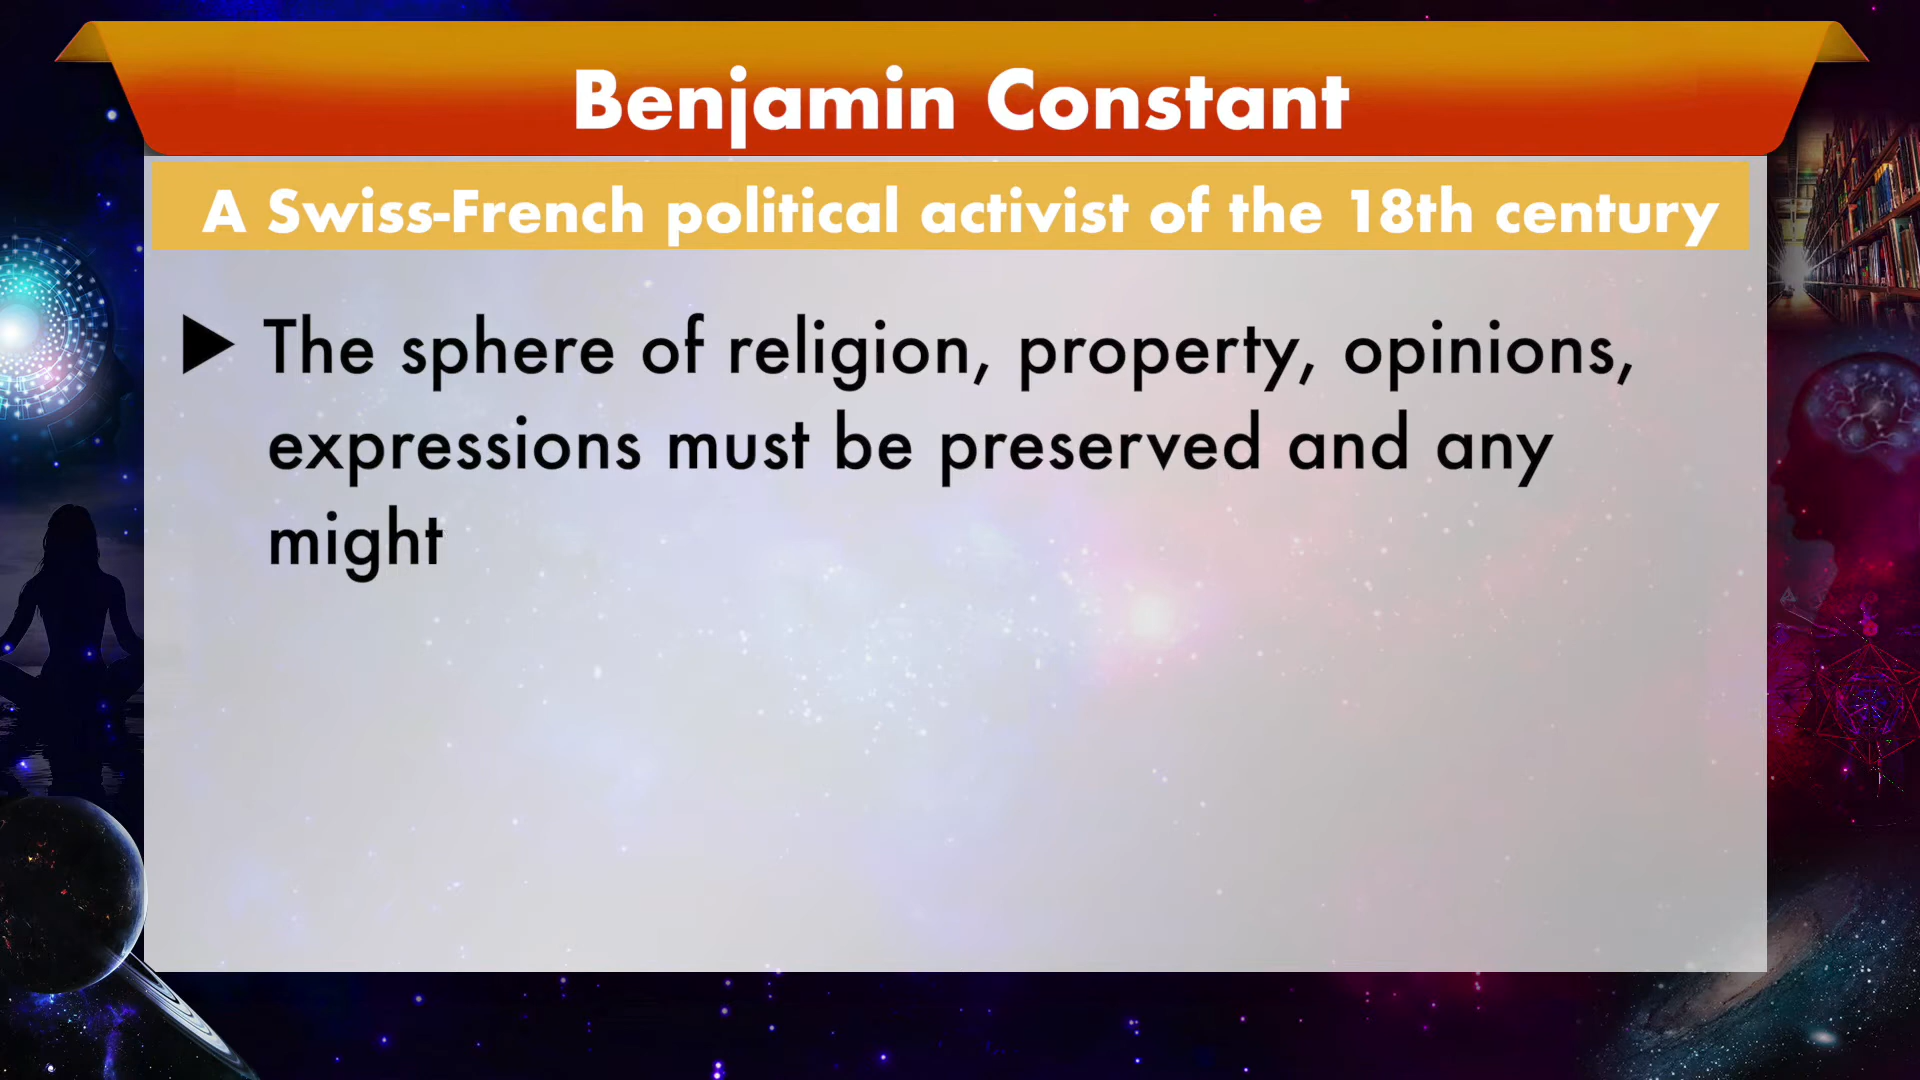 Benjamin Constant
A Swiss-French political activist of the 18th century
The sphere of religion, property, opinions,
expressions must be preserved and any
might